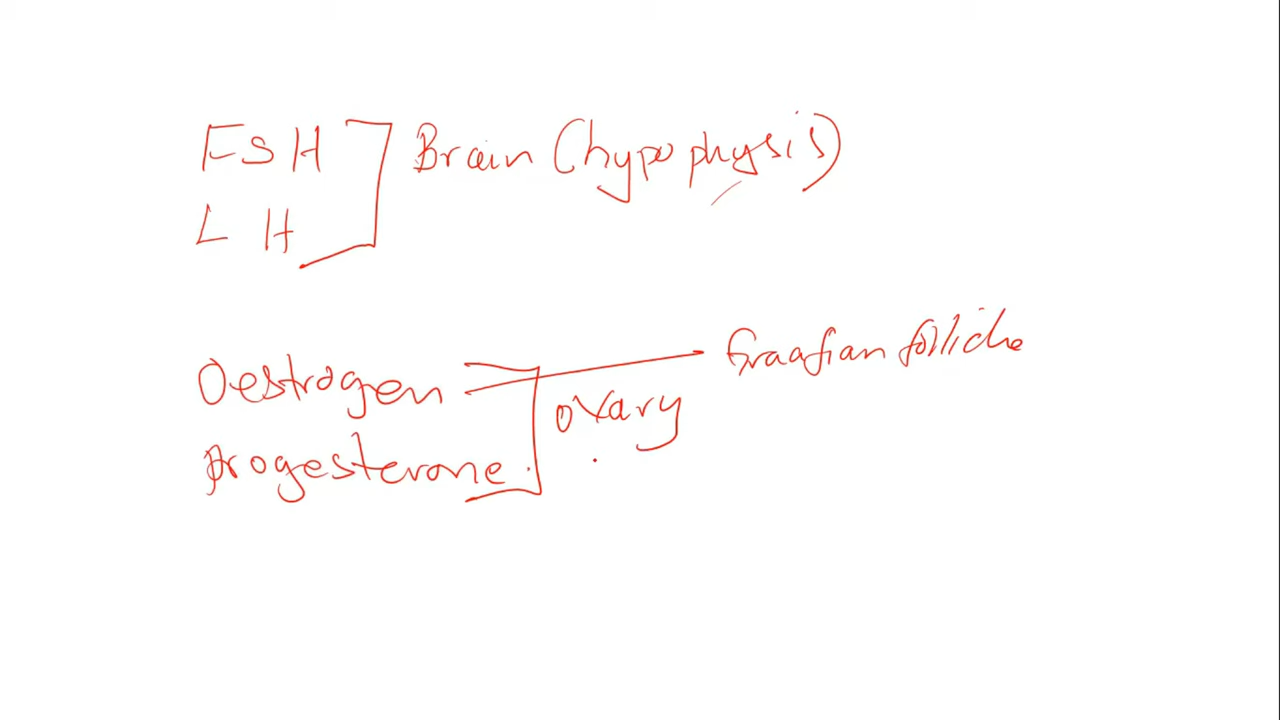 FSH Brain (hypophysis)
LH
Oestrogen Graafian follicle
ovary
Progesterone